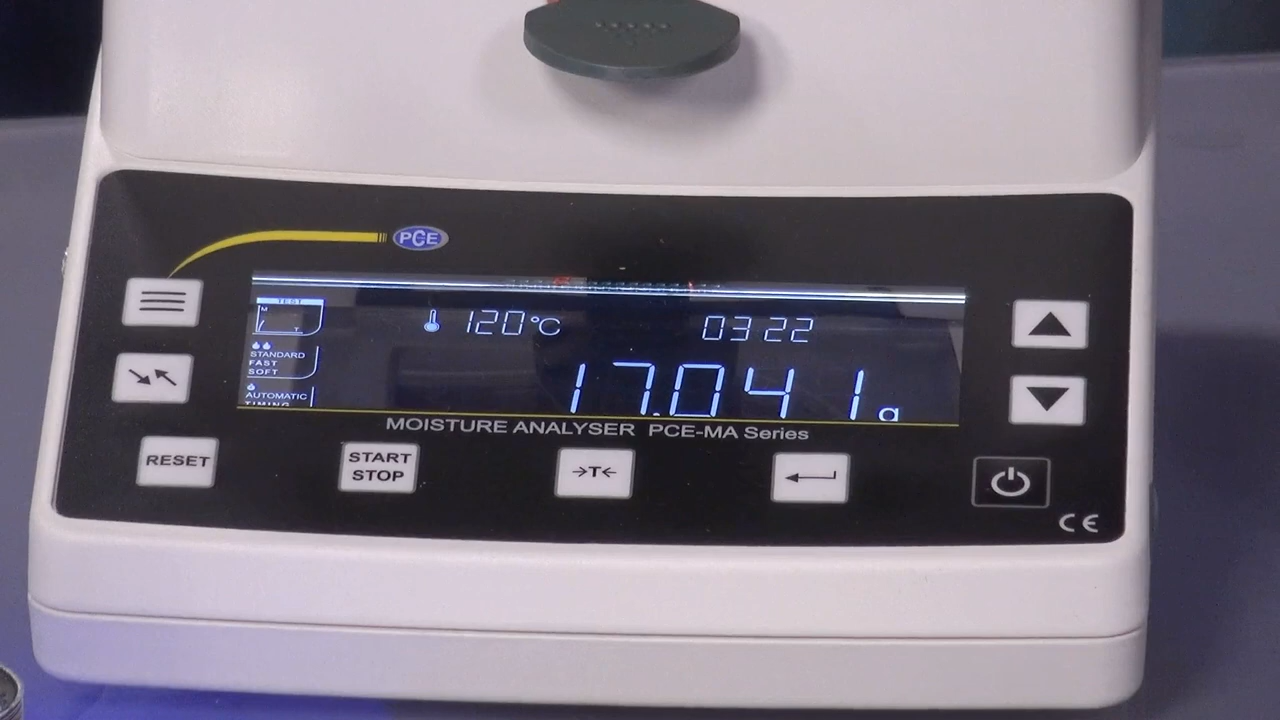 PCE
TEST
M
T
120°C
03 22
STANDARD
FAST
SOFT
17.041 g
AUTOMATIC
TIMING
MOISTURE ANALYSER PCE-MA Series
RESET
START
STOP
→T←
CE